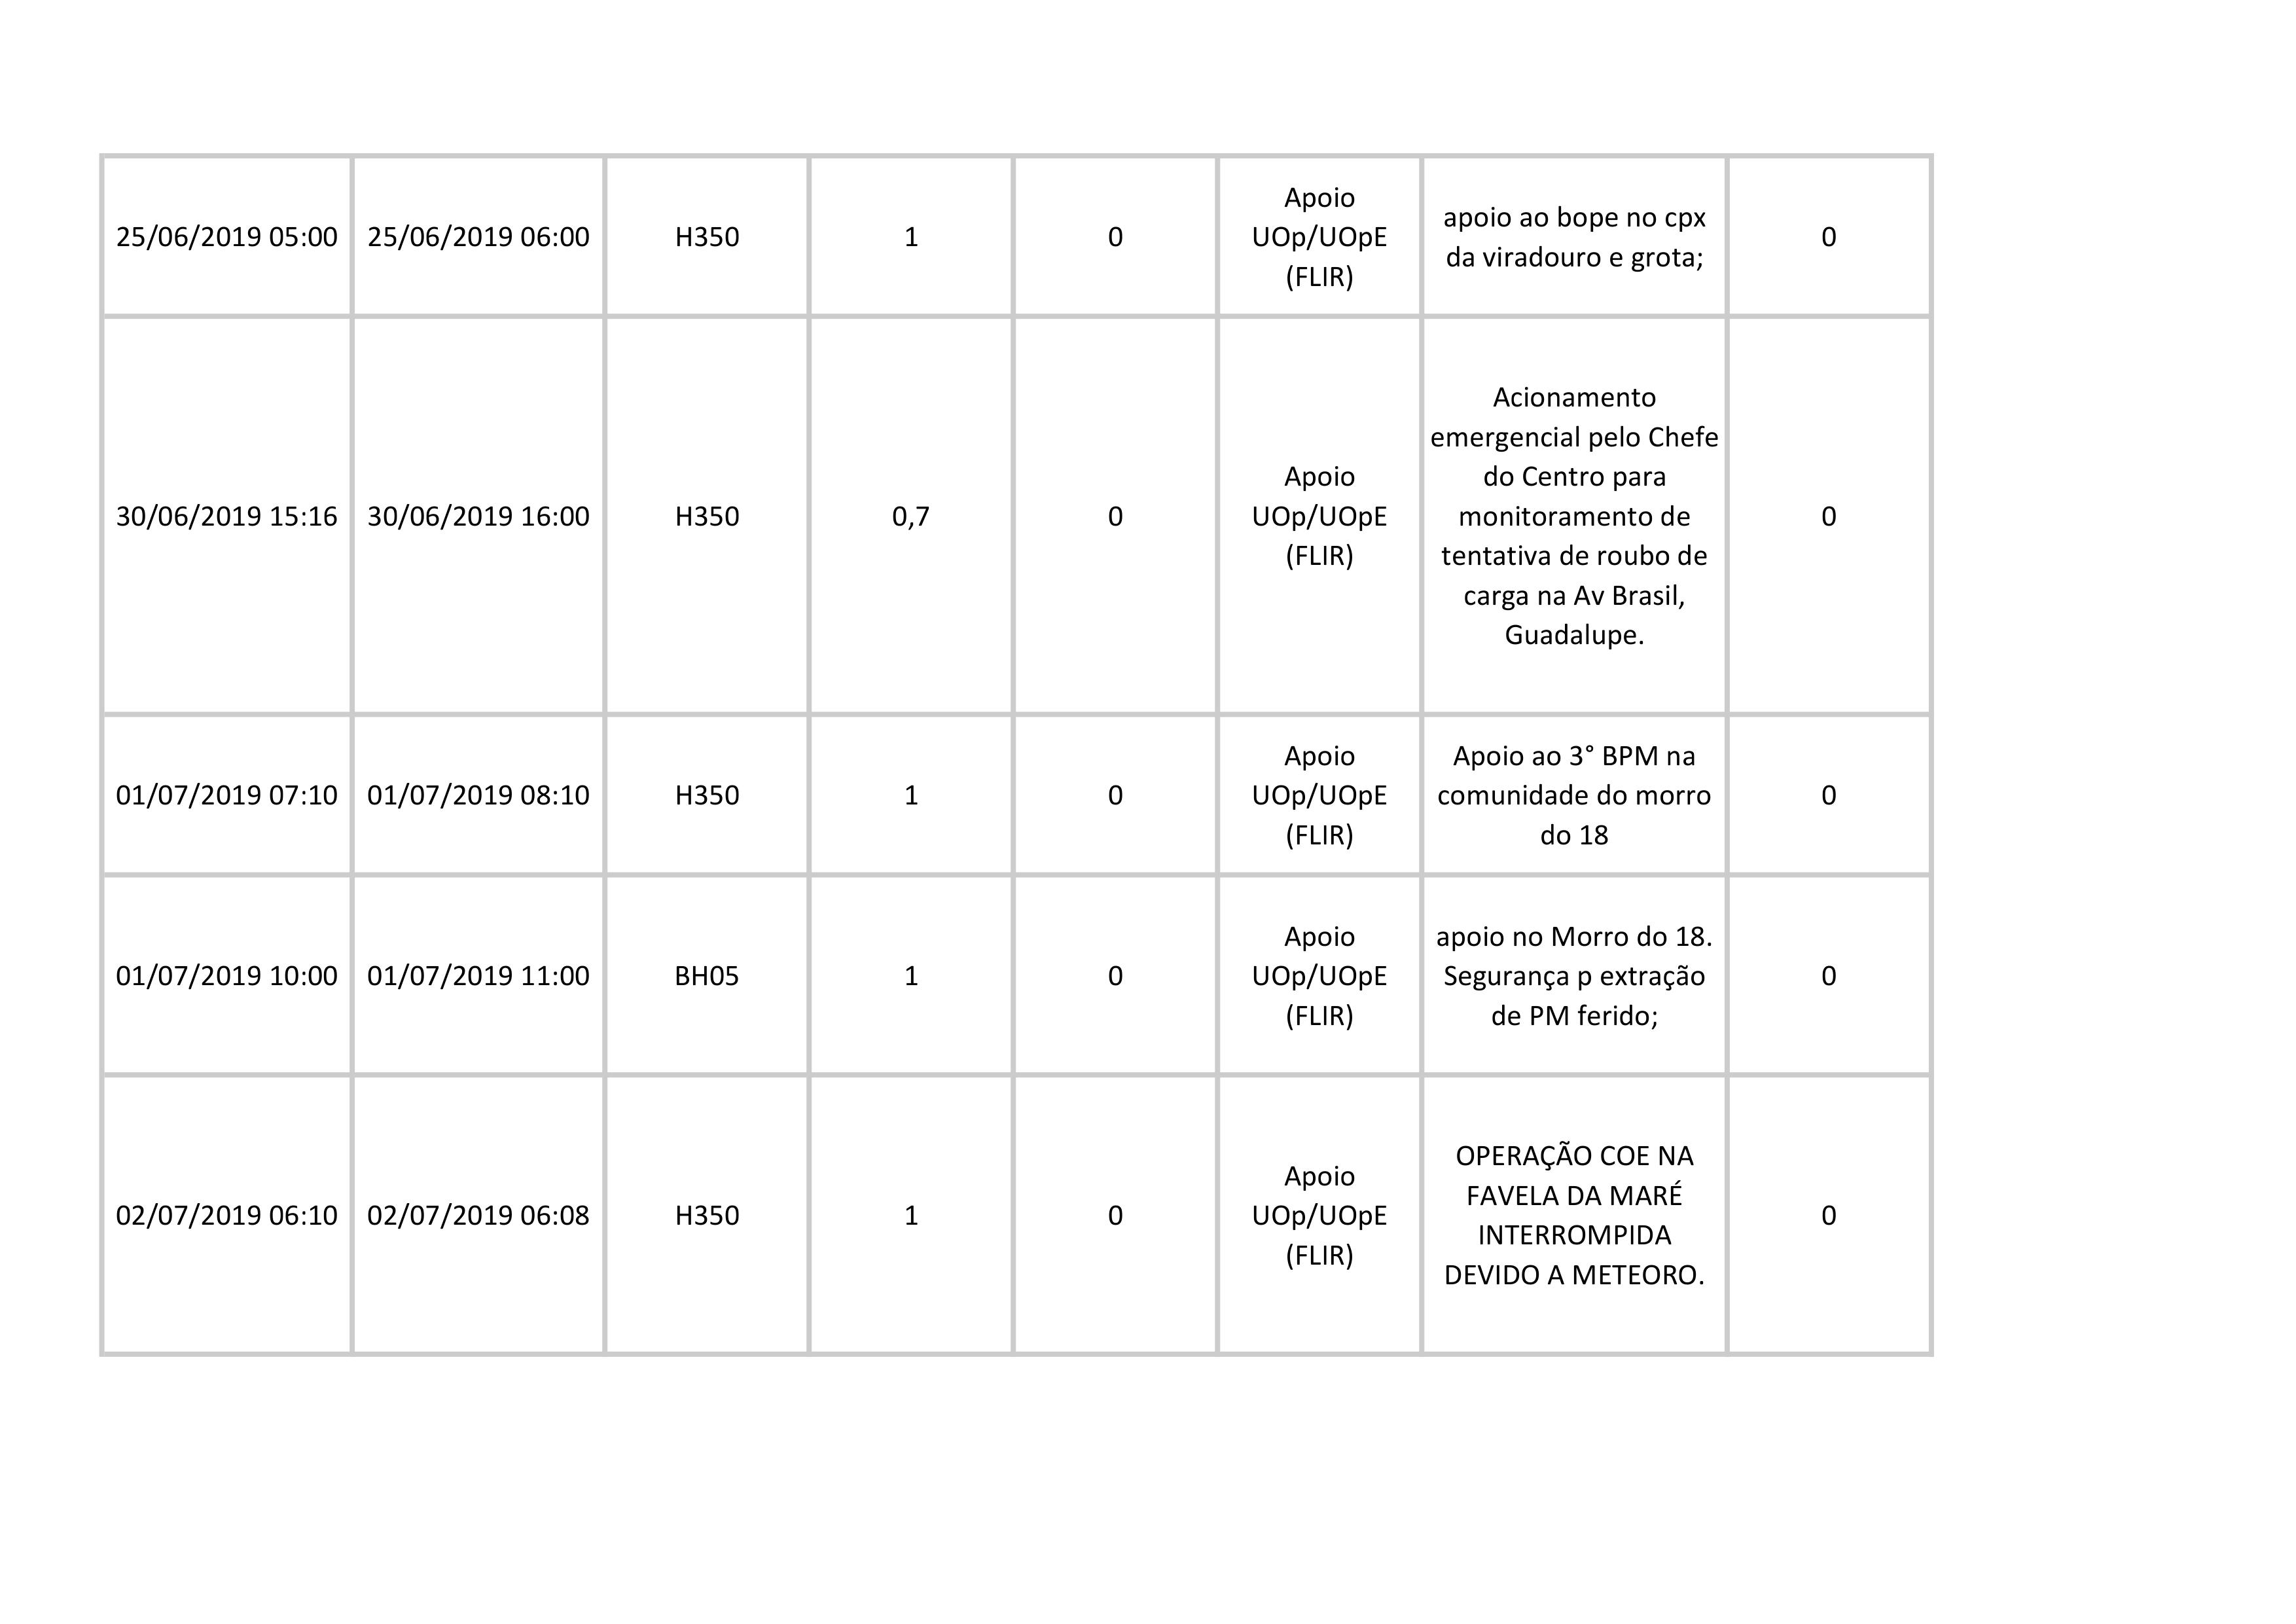 25/06/2019 05:00 25/06/2019 06:00 H350 1 0 Apoio UOp/UOpE (FLIR) apoio ao bope no cpx da viradouro e grota; 0
30/06/2019 15:16 30/06/2019 16:00 H350 0,7 0 Apoio UOp/UOpE (FLIR) Acionamento emergencial pelo Chefe do Centro para monitoramento de tentativa de roubo de carga na Av Brasil, Guadalupe. 0
01/07/2019 07:10 01/07/2019 08:10 H350 1 0 Apoio UOp/UOpE (FLIR) Apoio ao 3° BPM na comunidade do morro do 18 0
01/07/2019 10:00 01/07/2019 11:00 BH05 1 0 Apoio UOp/UOpE (FLIR) apoio no Morro do 18. Segurança p extração de PM ferido; 0
02/07/2019 06:10 02/07/2019 06:08 H350 1 0 Apoio UOp/UOpE (FLIR) OPERAÇÃO COE NA FAVELA DA MARÉ INTERROMPIDA DEVIDO A METEORO. 0